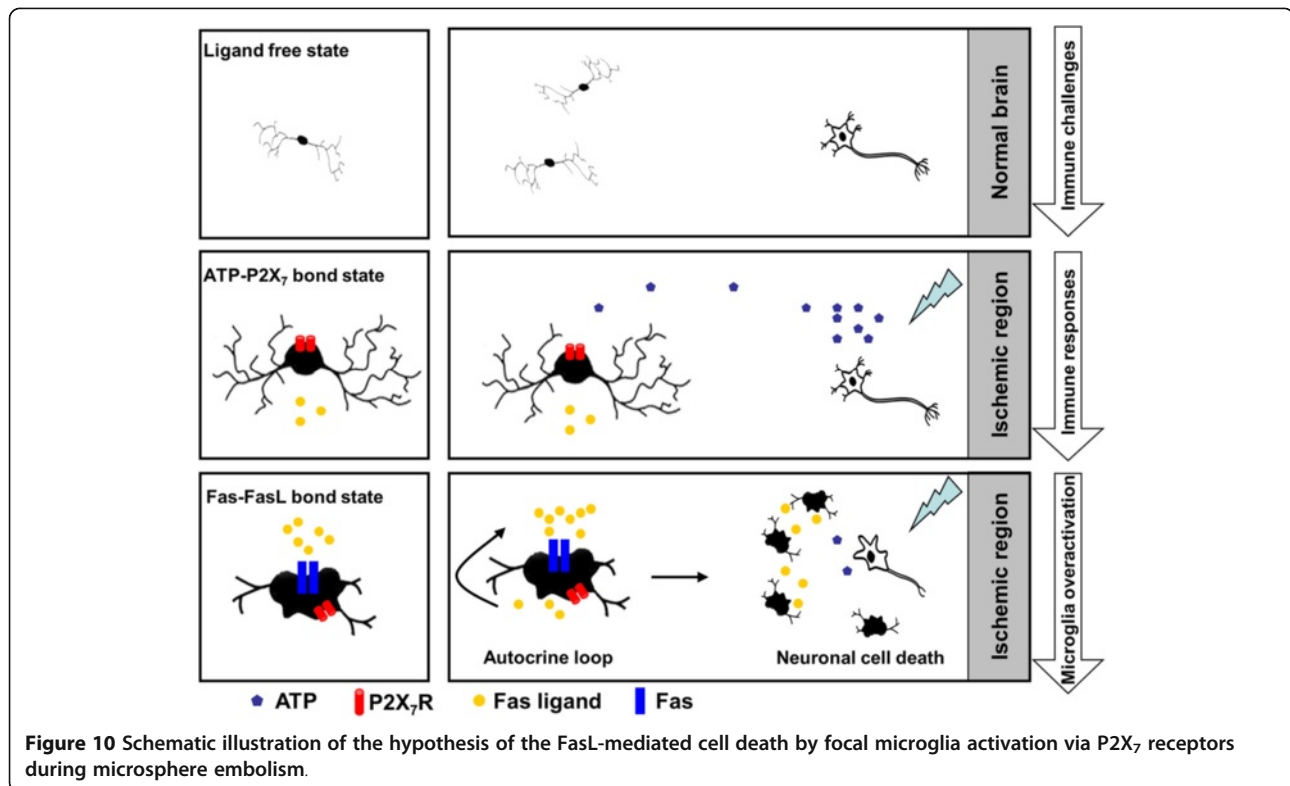 Ligand free state
Normal brain
Immune challenges
ATP-P2X₇ bond state
Ischemic region
Immune responses
Fas-FasL bond state
Autocrine loop
Neuronal cell death
Ischemic region
Microglia overactivation
ATP P2X₇R Fas ligand Fas
Figure 10 Schematic illustration of the hypothesis of the FasL-mediated cell death by focal microglia activation via P2X₇ receptors
during microsphere embolism.